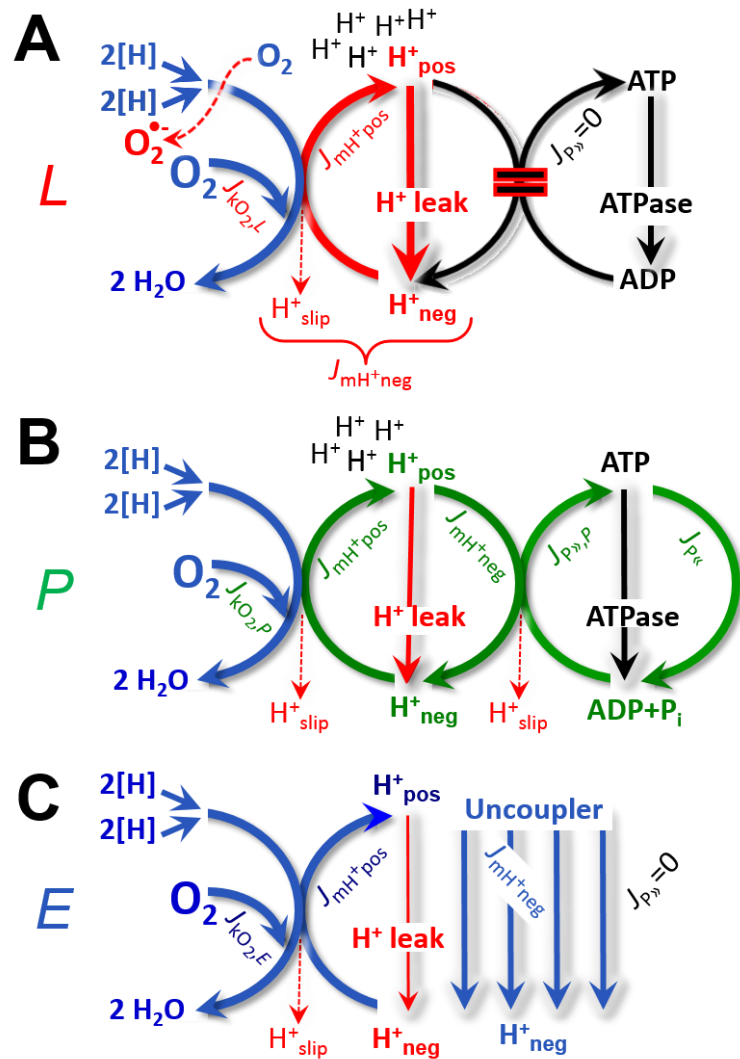 A
L
2[H]
2[H]
O₂
O₂•-
O₂
JkO₂,L
2 H₂O
H⁺ H⁺ H⁺
H⁺ H⁺
H⁺pos
JmH⁺pos
H⁺ leak
H⁺slip
H⁺neg
JmH⁺neg
JP»=0
ATP
ATPase
ADP
B
P
2[H]
2[H]
O₂
JkO₂,P
2 H₂O
H⁺ H⁺
H⁺ H⁺
H⁺pos
JmH⁺pos
H⁺ leak
JmH⁺neg
H⁺slip
H⁺neg
H⁺slip
JP»,P
ATP
ATPase
JP«
ADP+Pi
C
E
2[H]
2[H]
O₂
JkO₂,E
2 H₂O
H⁺pos
JmH⁺pos
H⁺ leak
H⁺slip
H⁺neg
Uncoupler
JmH⁺neg
JP»=0
H⁺neg